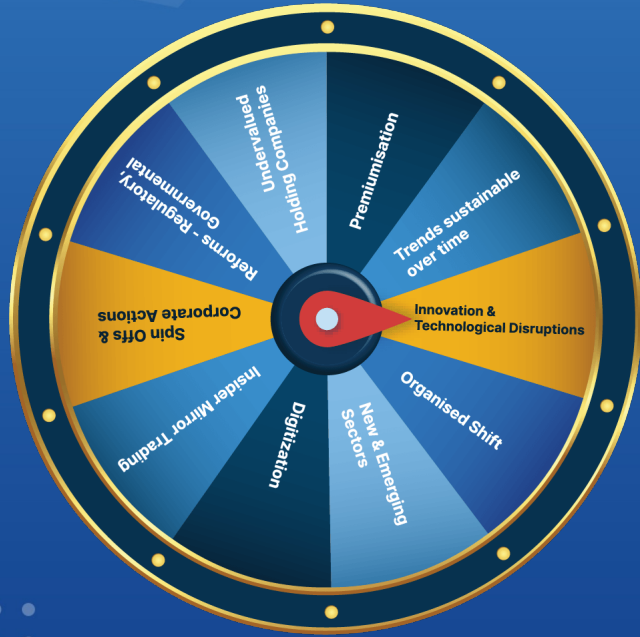 Premiumisation
Trends sustainable
over time
Innovation &
Technological Disruptions
Organised Shift
New & Emerging
Sectors
Digitization
Insider Mirror Trading
Spin Offs &
Corporate Actions
Reforms - Regulatory,
Governmental
Undervalued
Holding Companies